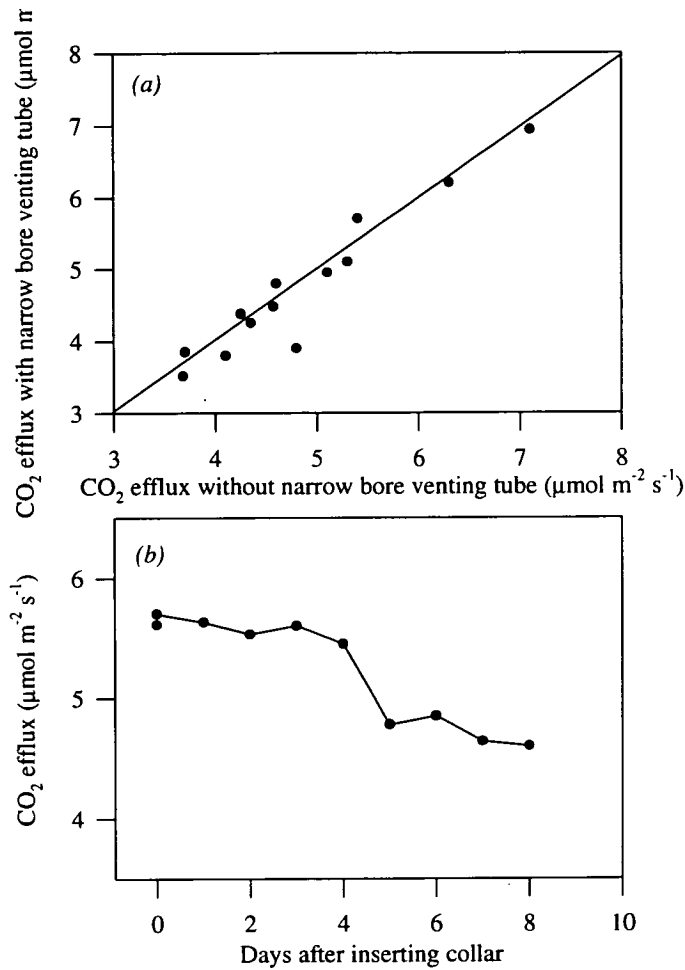 CO₂ efflux with narrow bore venting tube (µmol
(a)
8
7
6
5
4
3
3 4 5 6 7 8
CO₂ efflux without narrow bore venting tube (µmol m⁻² s⁻¹)
CO₂ efflux (µmol m⁻² s⁻¹)
(b)
6
5
4
0 2 4 6 8 10
Days after inserting collar